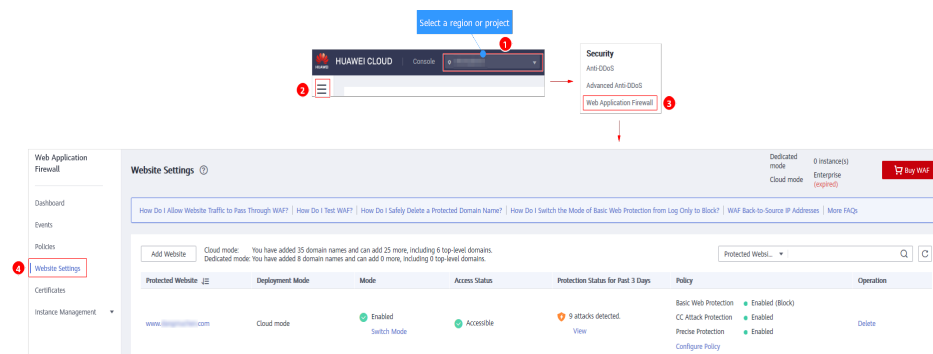 Select a region or project
1
HUAWEI
HUAWEI CLOUD
Console
2
Security
Anti-DDoS
Advanced Anti-DDoS
Web Application Firewall
3
Web Application
Firewall
Dashboard
Events
Policies
4
Website Settings
Certificates
Instance Management
Website Settings
Dedicated
mode
0 instance(s)
Cloud mode
Enterprise
(expired)
Buy WAF
How Do I Allow Website Traffic to Pass Through WAF? | How Do I Test WAF? | How Do I Safely Delete a Protected Domain Name? | How Do I Switch the Mode of Basic Web Protection from Log Only to Block? | WAF Back-to-Source IP Addresses | More FAQs
Add Website
Cloud mode: You have added 35 domain names and can add 25 more, including 6 top-level domains.
Dedicated mode: You have added 8 domain names and can add 0 more, including 0 top-level domains.
Protected Websi...
C
Protected Website Deployment Mode Mode Access Status Protection Status for Past 3 Days Policy Operation
www. .com
Cloud mode
Enabled
Switch Mode
Accessible
9 attacks detected.
View
Basic Web Protection Enabled (Block)
CC Attack Protection Enabled
Precise Protection Enabled
Configure Policy
Delete